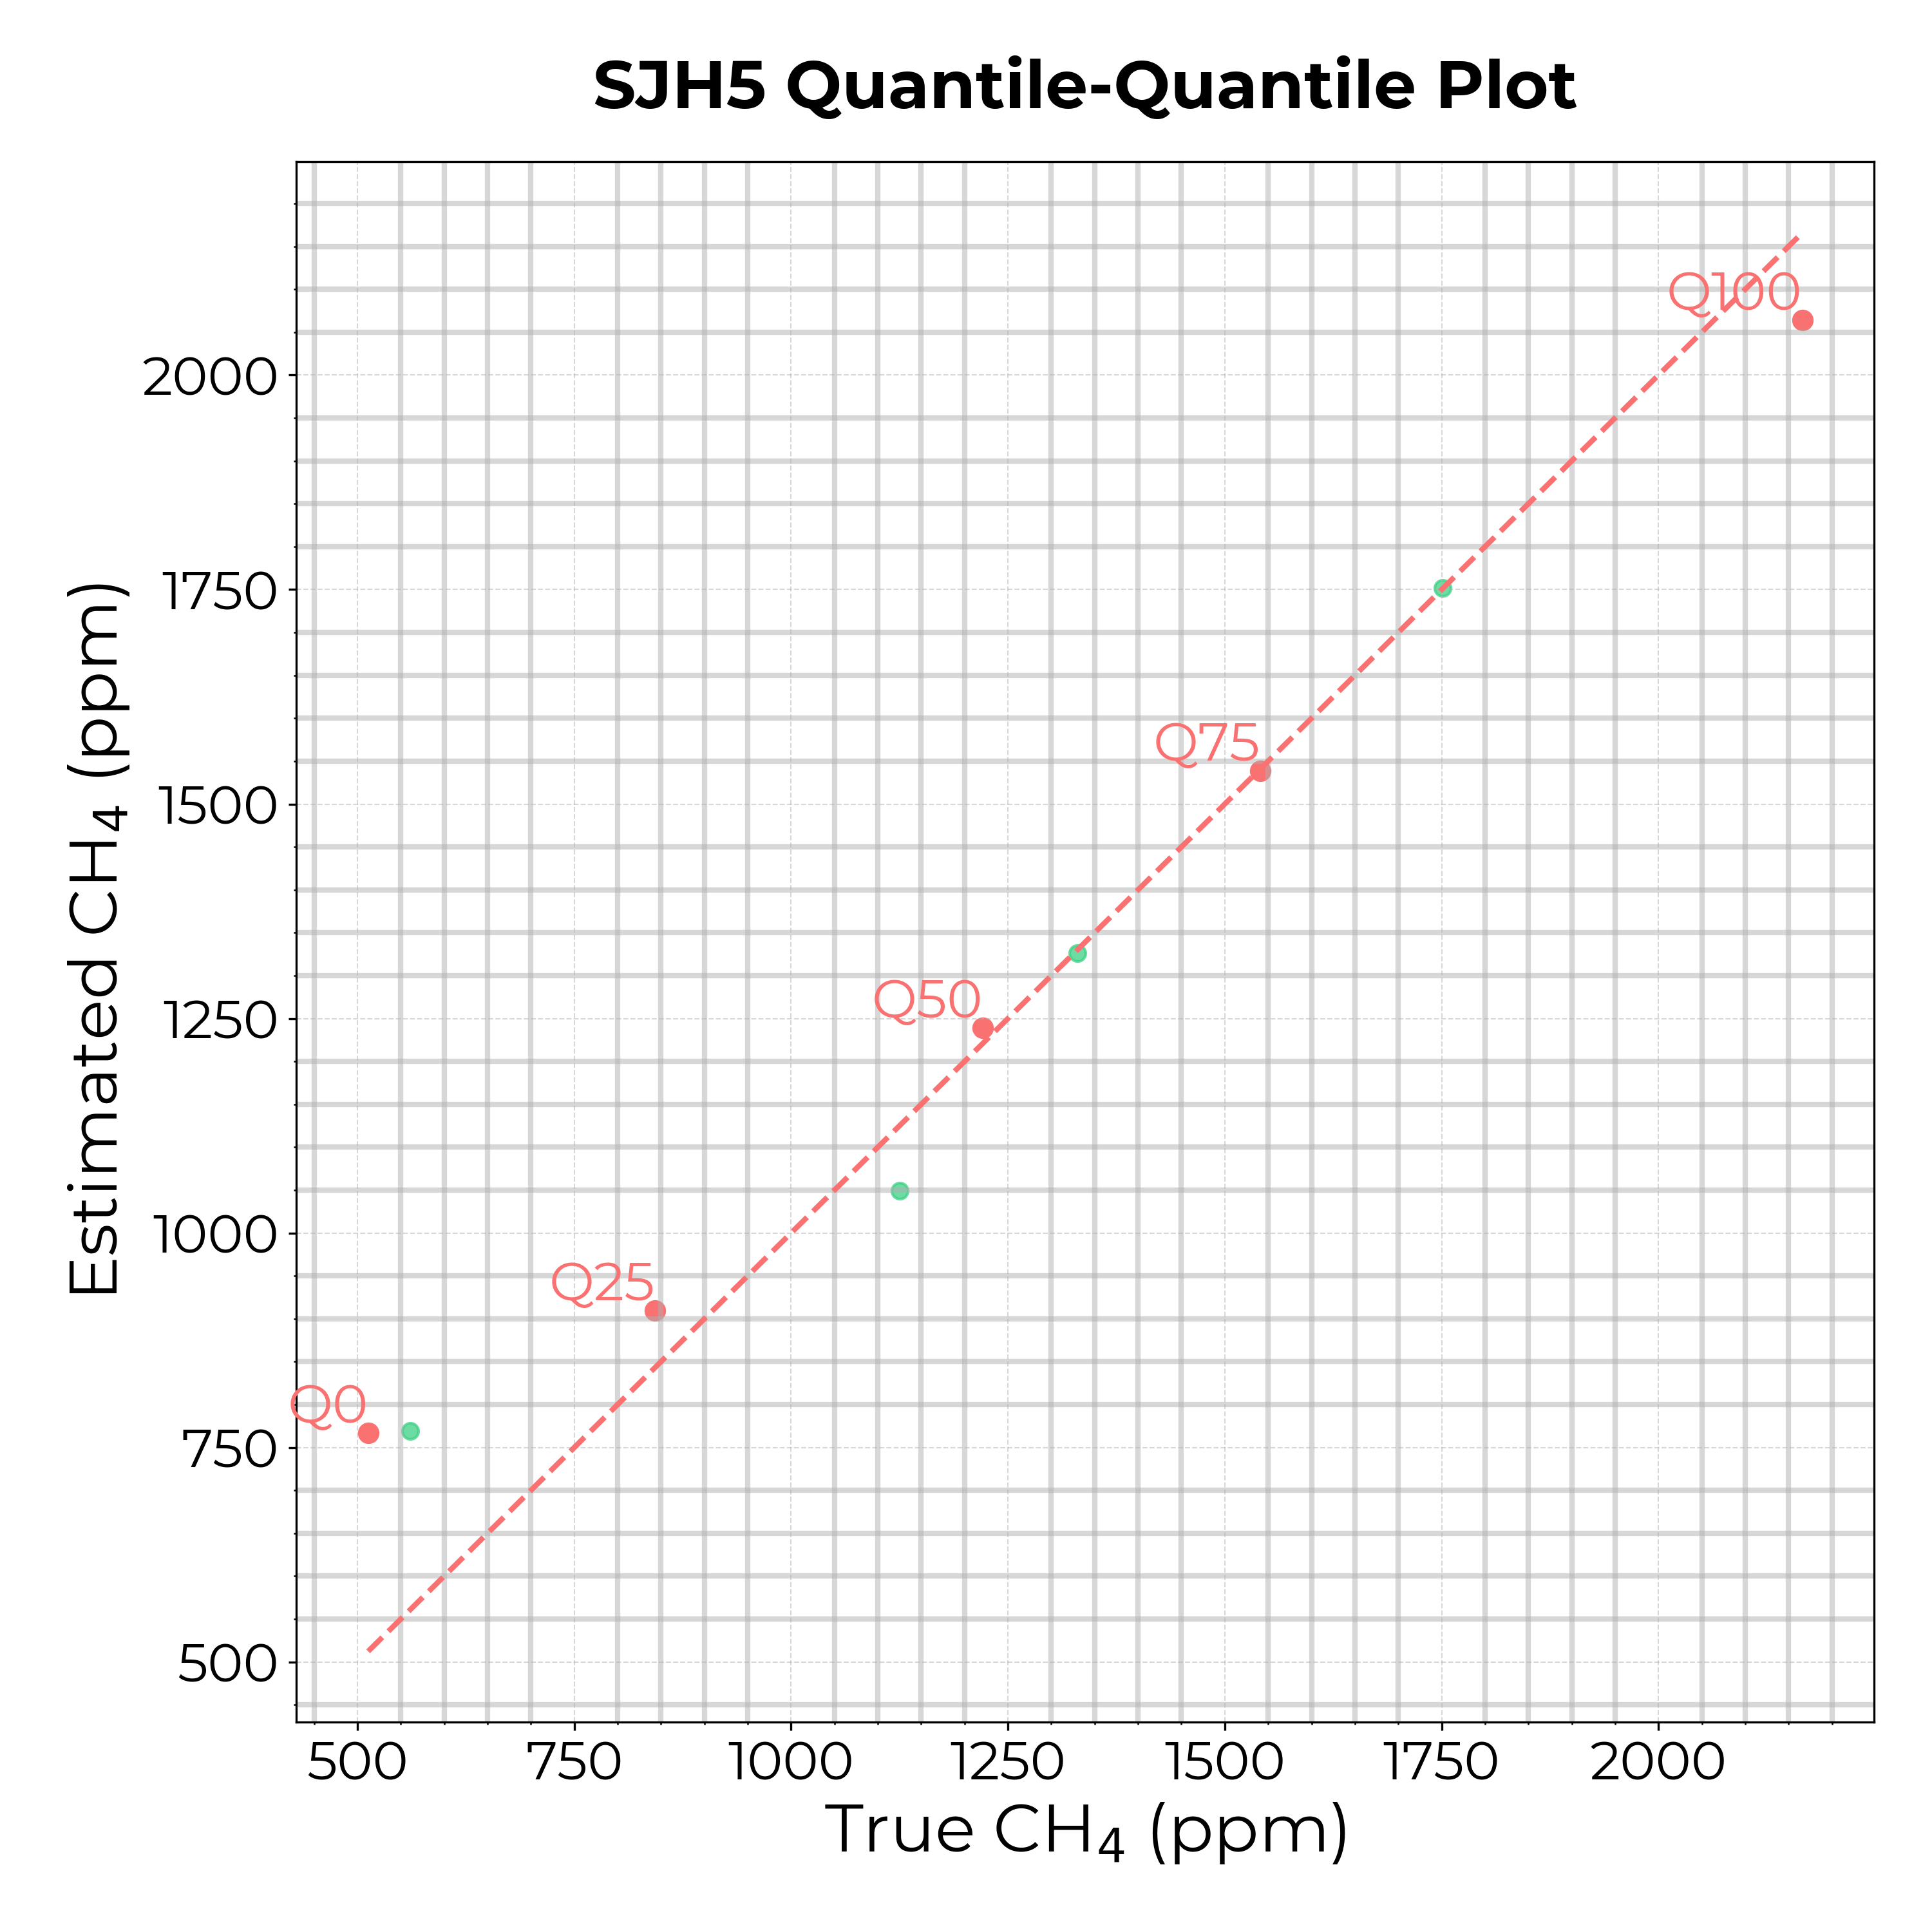 SJH5 Quantile-Quantile Plot
Estimated CH₄ (ppm)
2000
1750
1500
1250
1000
750
500
Q100
Q75
Q50
Q25
Q0
500 750 1000 1250 1500 1750 2000
True CH₄ (ppm)